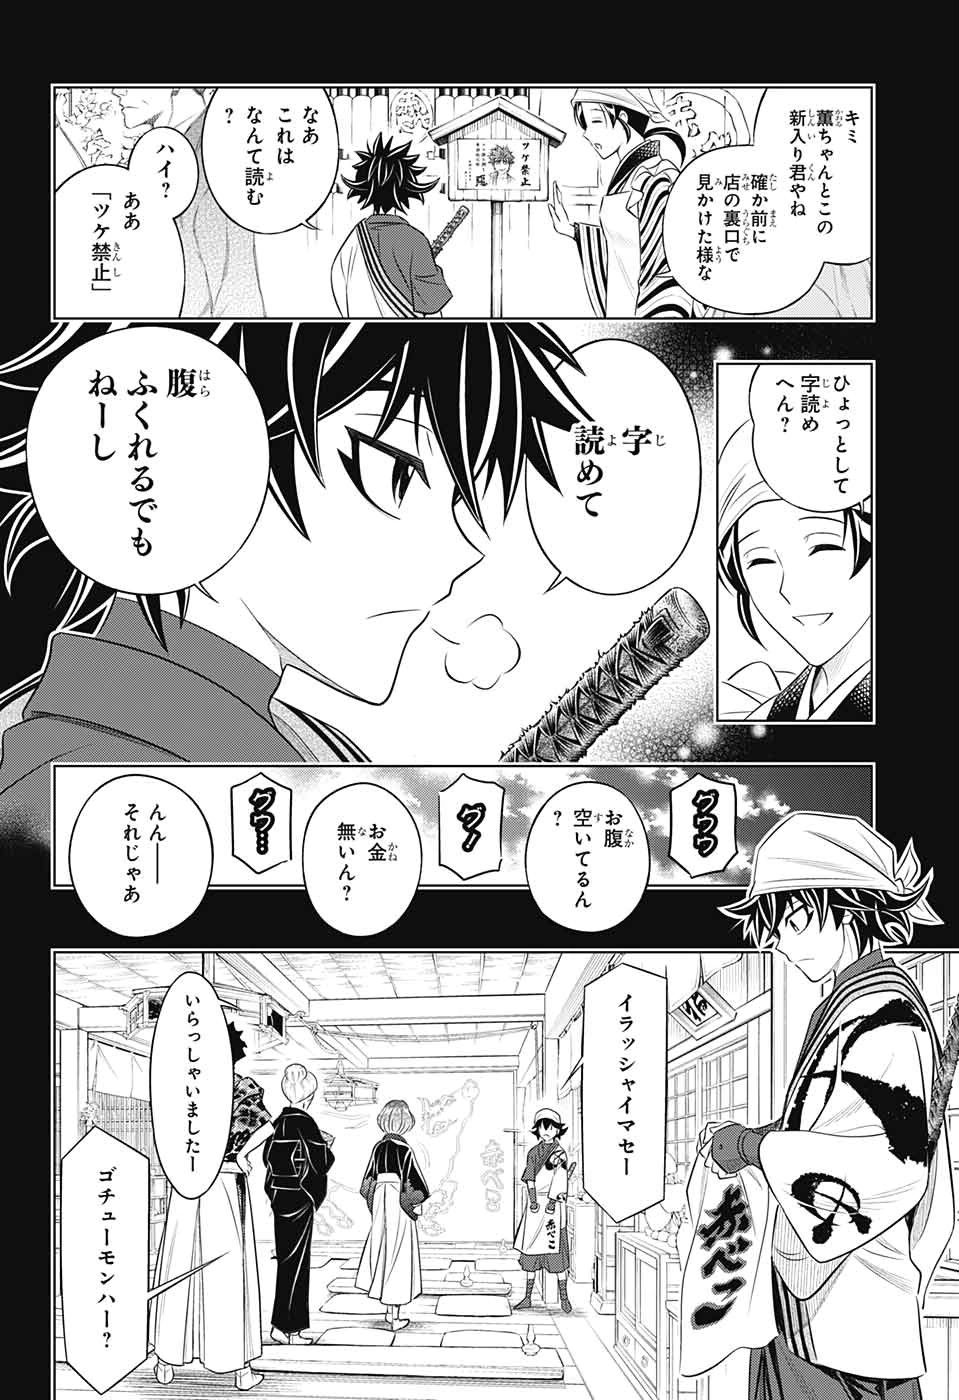 キミ
薫ちゃんとこの
新入り君やね
確か前に
店の裏口で
見かけた様な
ツケ禁止
なあ
これは
なんて読む
？
ハイ？
ああ
「ツケ禁止」
ひょっとして
字読め
へん？
字
読めて
腹
ふくれるでも
ねーし
グウウ
お腹
空いてるん
？
グ！
お金
無いん？
グウ…
んん——
それじゃあ
赤べこ
イラッシャイマセー
赤べこ
赤べこ
いらっしゃいましたー
ゴチューモンハー？